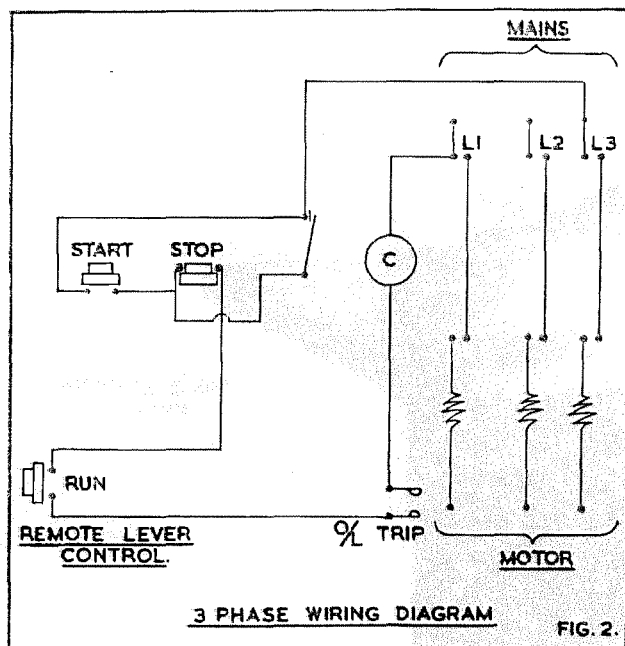 MAINS
L1 L2 L3
START STOP
C
RUN
REMOTE LEVER
CONTROL.
O/L TRIP
MOTOR
3 PHASE WIRING DIAGRAM
FIG. 2.